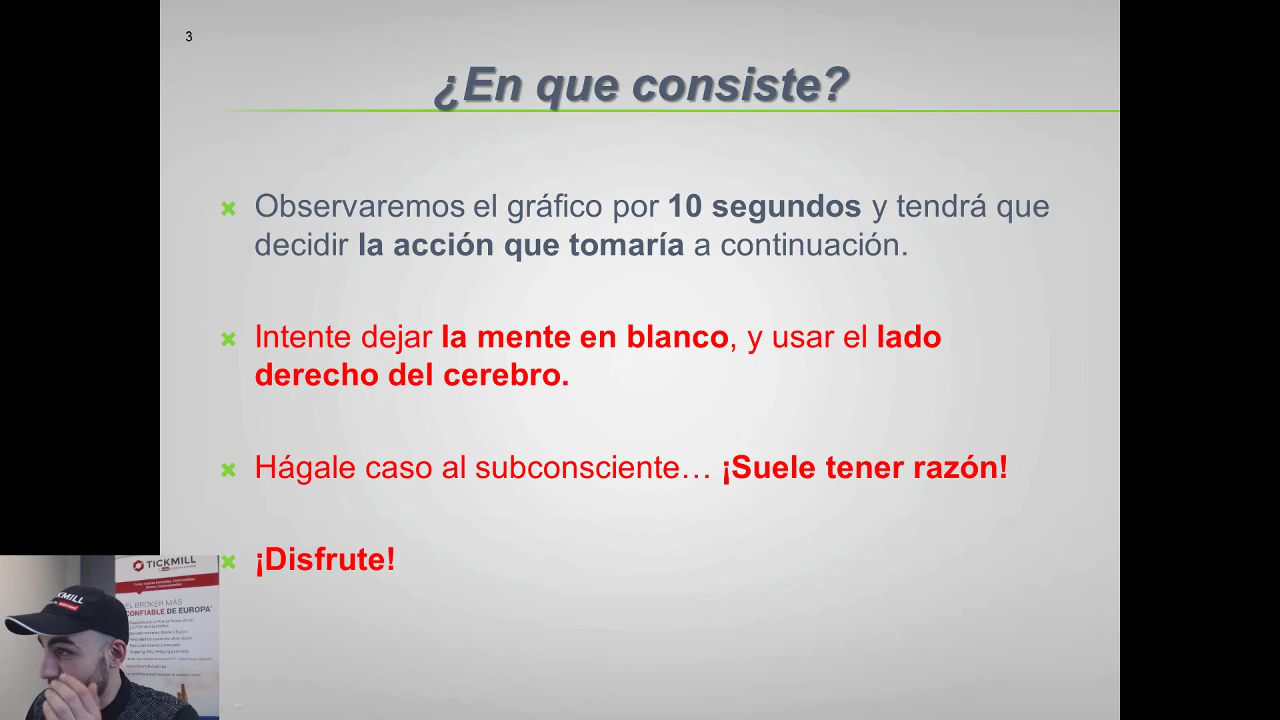 3
¿En que consiste?
Observaremos el gráfico por 10 segundos y tendrá que
decidir la acción que tomaría a continuación.
Intente dejar la mente en blanco, y usar el lado
derecho del cerebro.
Hágale caso al subconsciente… ¡Suele tener razón!
¡Disfrute!
TICKMILL
EL BROKER MÁS
CONFIABLE DE EUROPA*